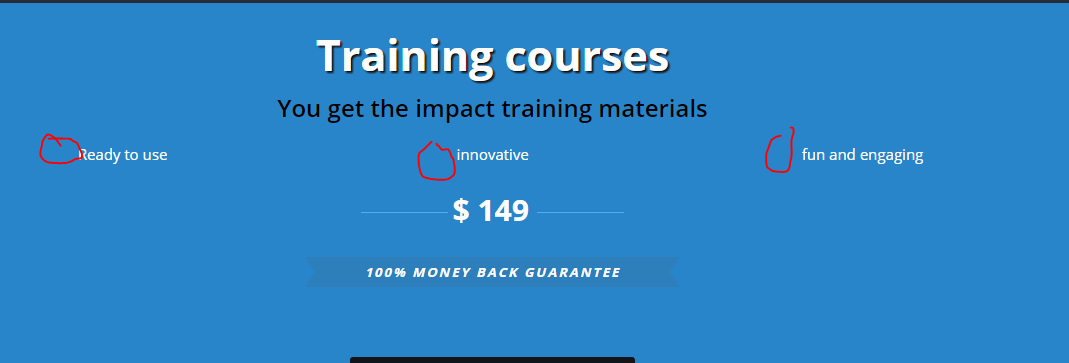 Training courses
You get the impact training materials
Ready to use innovative fun and engaging
$ 149
100% MONEY BACK GUARANTEE